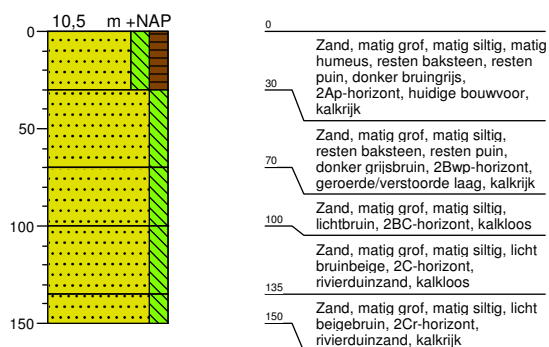 10,5 m +NAP
0
50
100
150
0
Zand, matig grof, matig siltig, matig
humeus, resten baksteen, resten
puin, donker bruingrijs,
2Ap-horizont, huidige bouwvoor,
kalkrijk
30
Zand, matig grof, matig siltig,
resten baksteen, resten puin,
donker grijsbruin, 2Bwp-horizont,
geroerde/verstoorde laag, kalkrijk
70
Zand, matig grof, matig siltig,
lichtbruin, 2BC-horizont, kalkloos
100
Zand, matig grof, matig siltig, licht
bruinbeige, 2C-horizont,
rivierduinzand, kalkloos
135
Zand, matig grof, matig siltig, licht
beigebruin, 2Cr-horizont,
rivierduinzand, kalkrijk
150